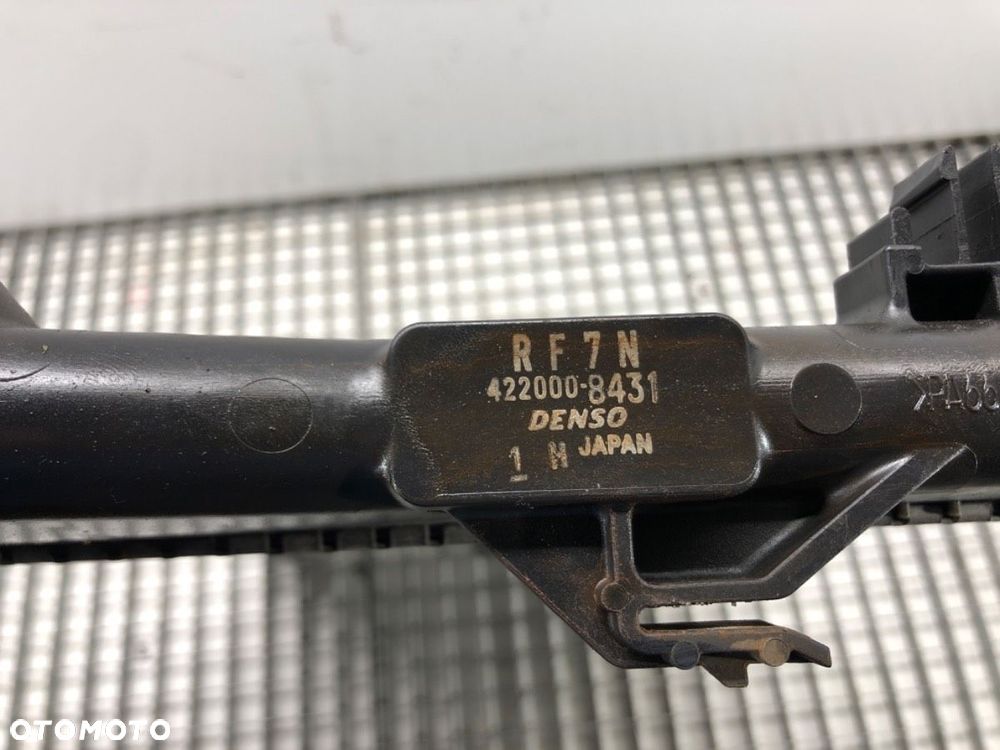 RF7N
422000-8431
DENSO
1 H JAPAN
>PA66
OTOMOTO